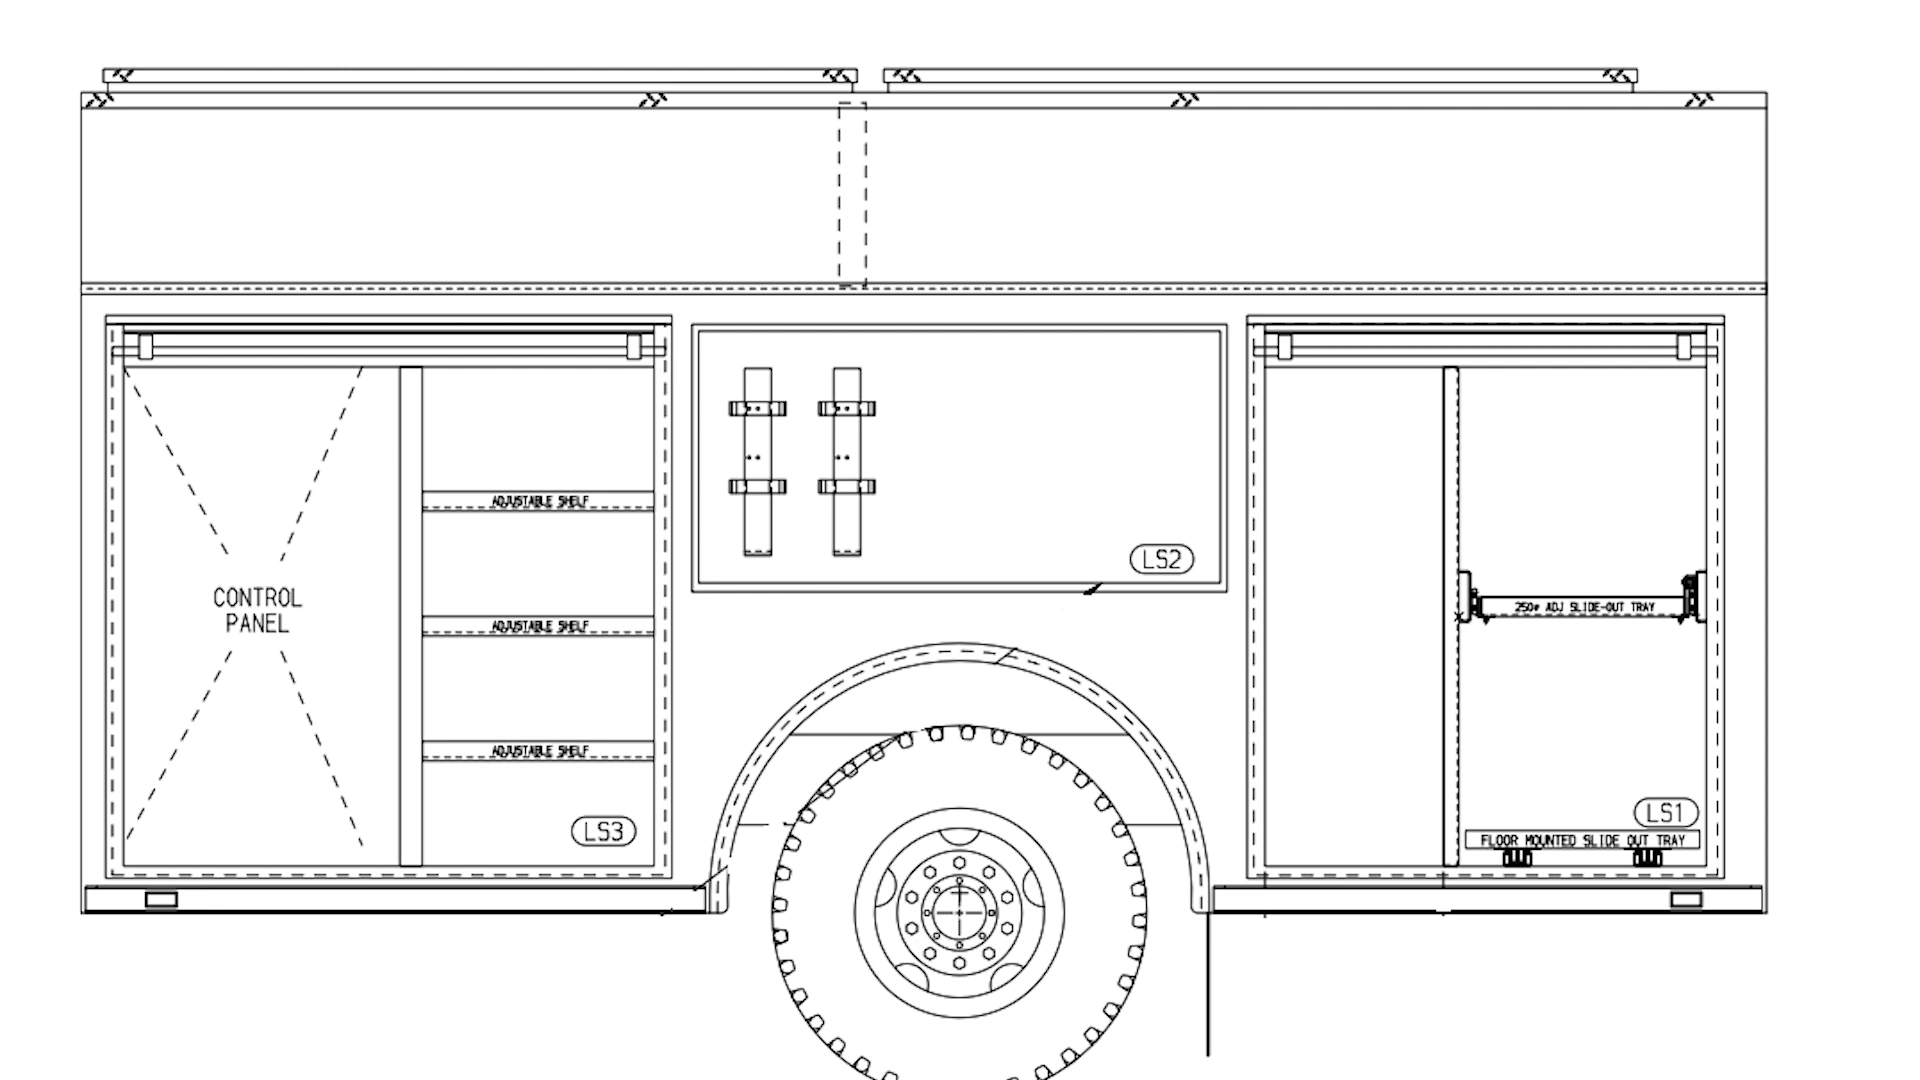 ADJUSTABLE SHELF
CONTROL
PANEL
ADJUSTABLE SHELF
ADJUSTABLE SHELF
LS3
LS2
250# ADJ SLIDE-OUT TRAY
LS1
FLOOR MOUNTED SLIDE OUT TRAY